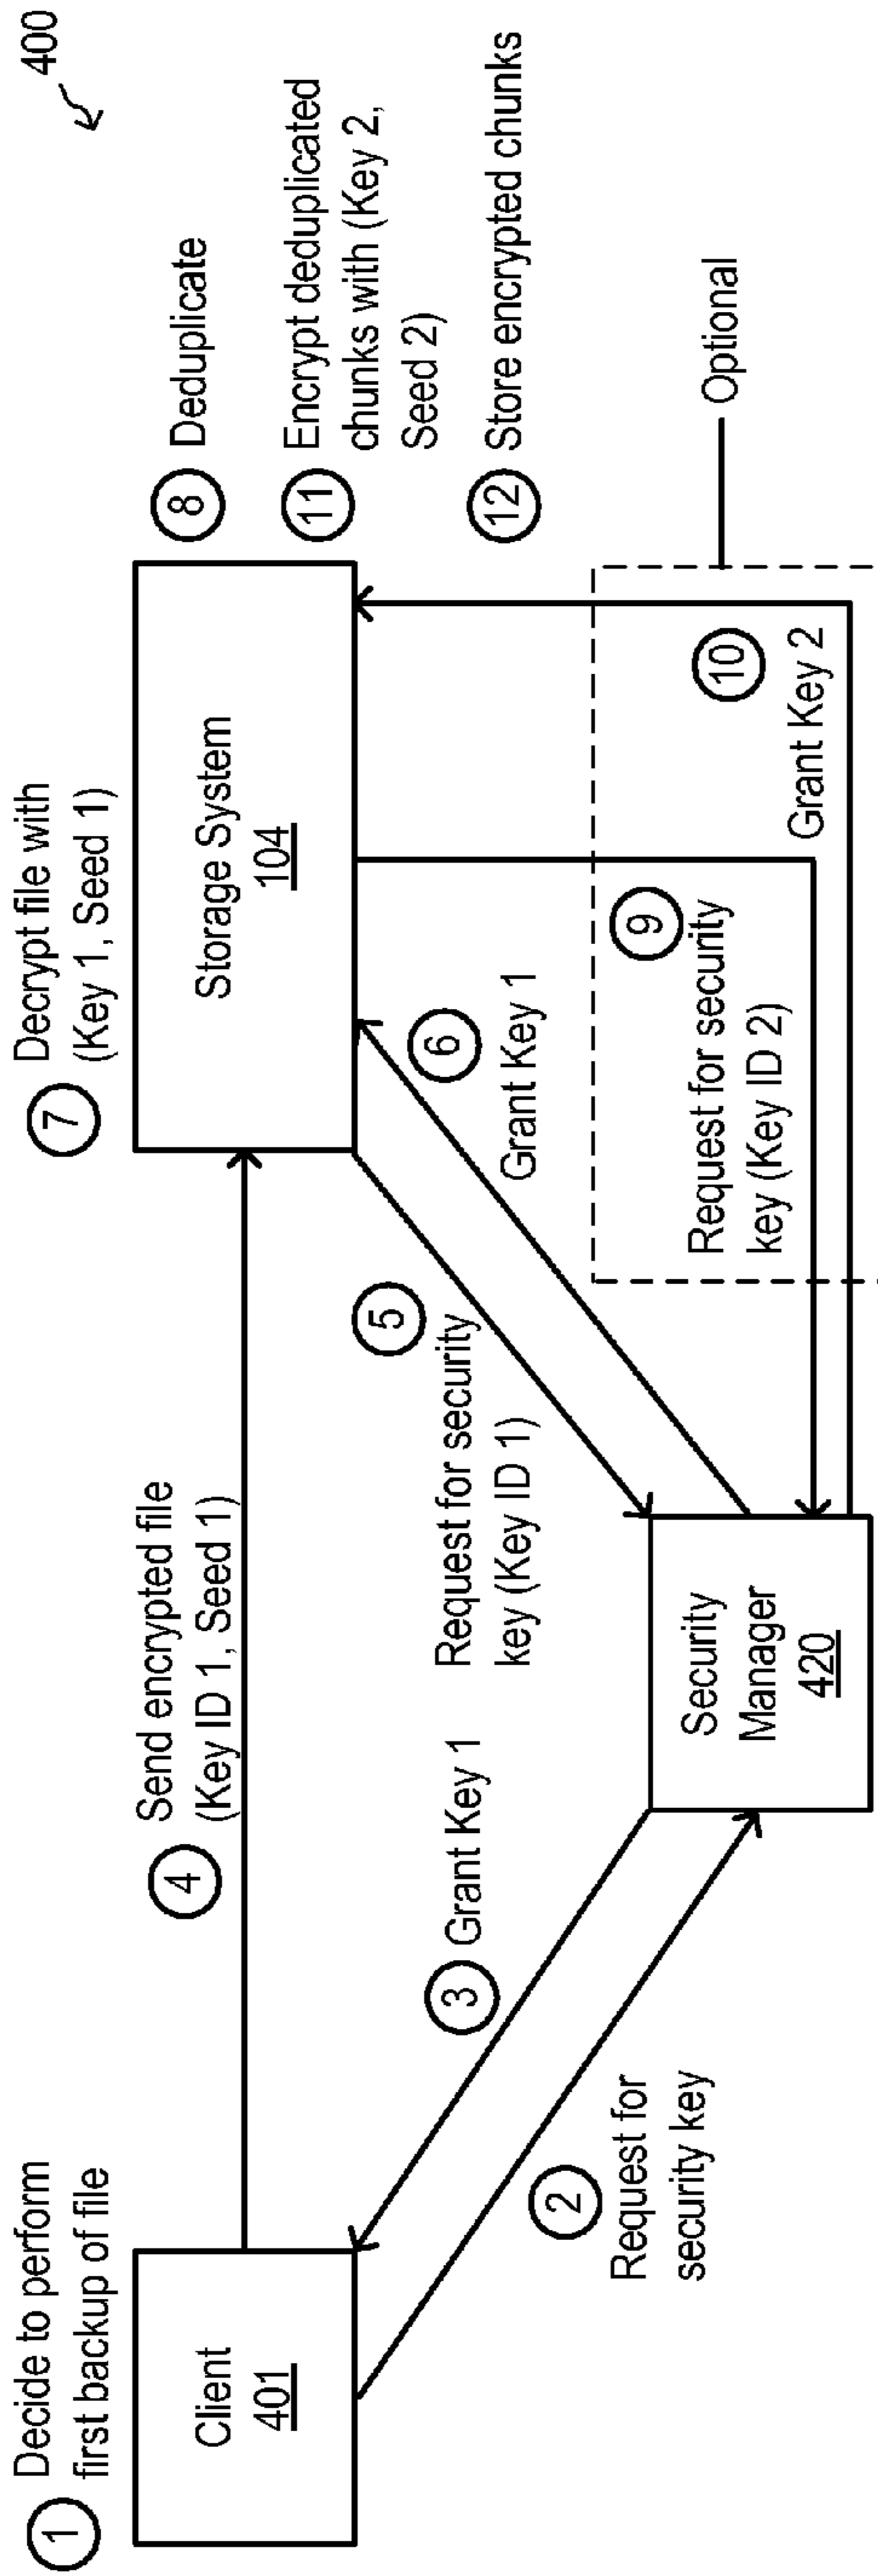 400
1
Decide to perform
first backup of file
Client
401
2
Request for
security key
3
Grant Key 1
4
Send encrypted file
(Key ID 1, Seed 1)
Security
Manager
420
5
Request for security
key (Key ID 1)
6
Grant Key 1
7
Decrypt file with
(Key 1, Seed 1)
Storage System
104
8
Deduplicate
9
Request for security
key (Key ID 2)
10
Grant Key 2
Optional
11
Encrypt deduplicated
chunks with (Key 2,
Seed 2)
12
Store encrypted chunks